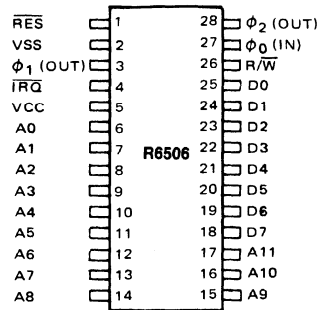 R̅E̅S̅ 1 28 ϕ2 (OUT)
VSS 2 27 ϕ0 (IN)
ϕ1 (OUT) 3 26 R/W̅
I̅R̅Q̅ 4 25 D0
VCC 5 24 D1
A0 6 23 D2
A1 7 22 D3
R6506
A2 8 21 D4
A3 9 20 D5
A4 10 19 D6
A5 11 18 D7
A6 12 17 A11
A7 13 16 A10
A8 14 15 A9